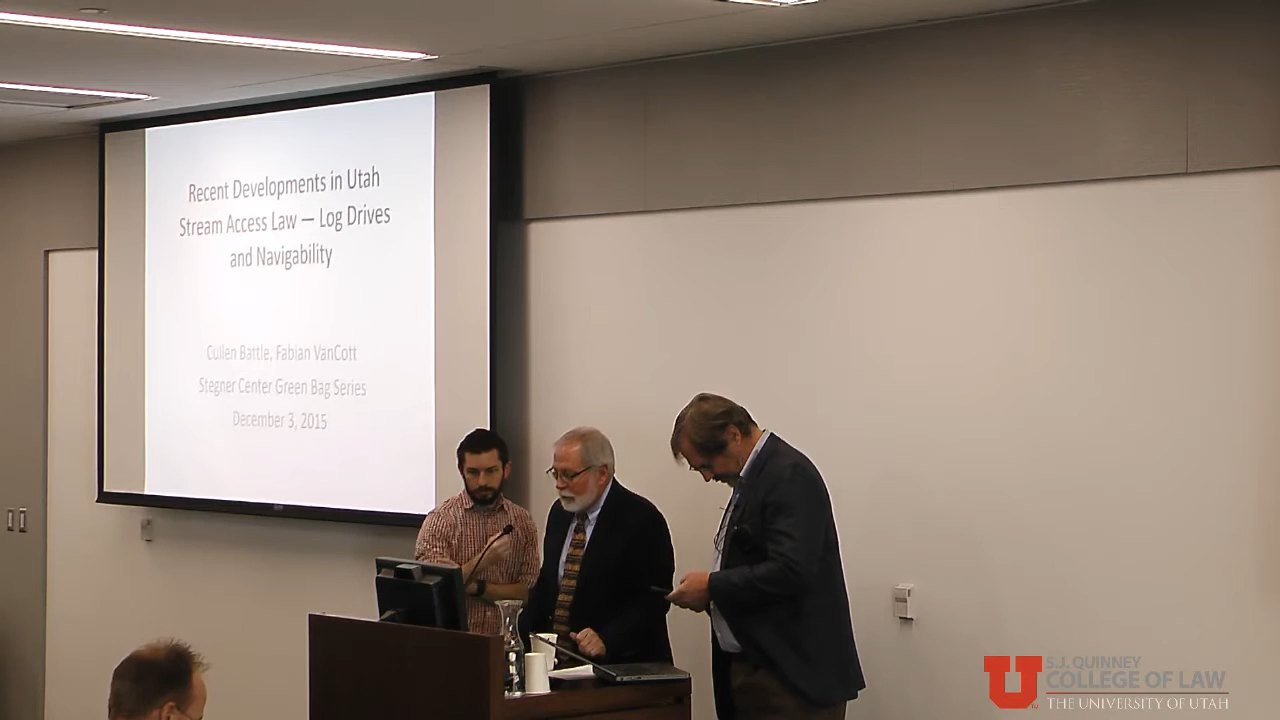 Recent Developments in Utah
Stream Access Law — Log Drives
and Navigability
Cullen Battle, Fabian VanCott
Stegner Center Green Bag Series
December 3, 2015
U
S.J. QUINNEY
COLLEGE OF LAW
THE UNIVERSITY OF UTAH